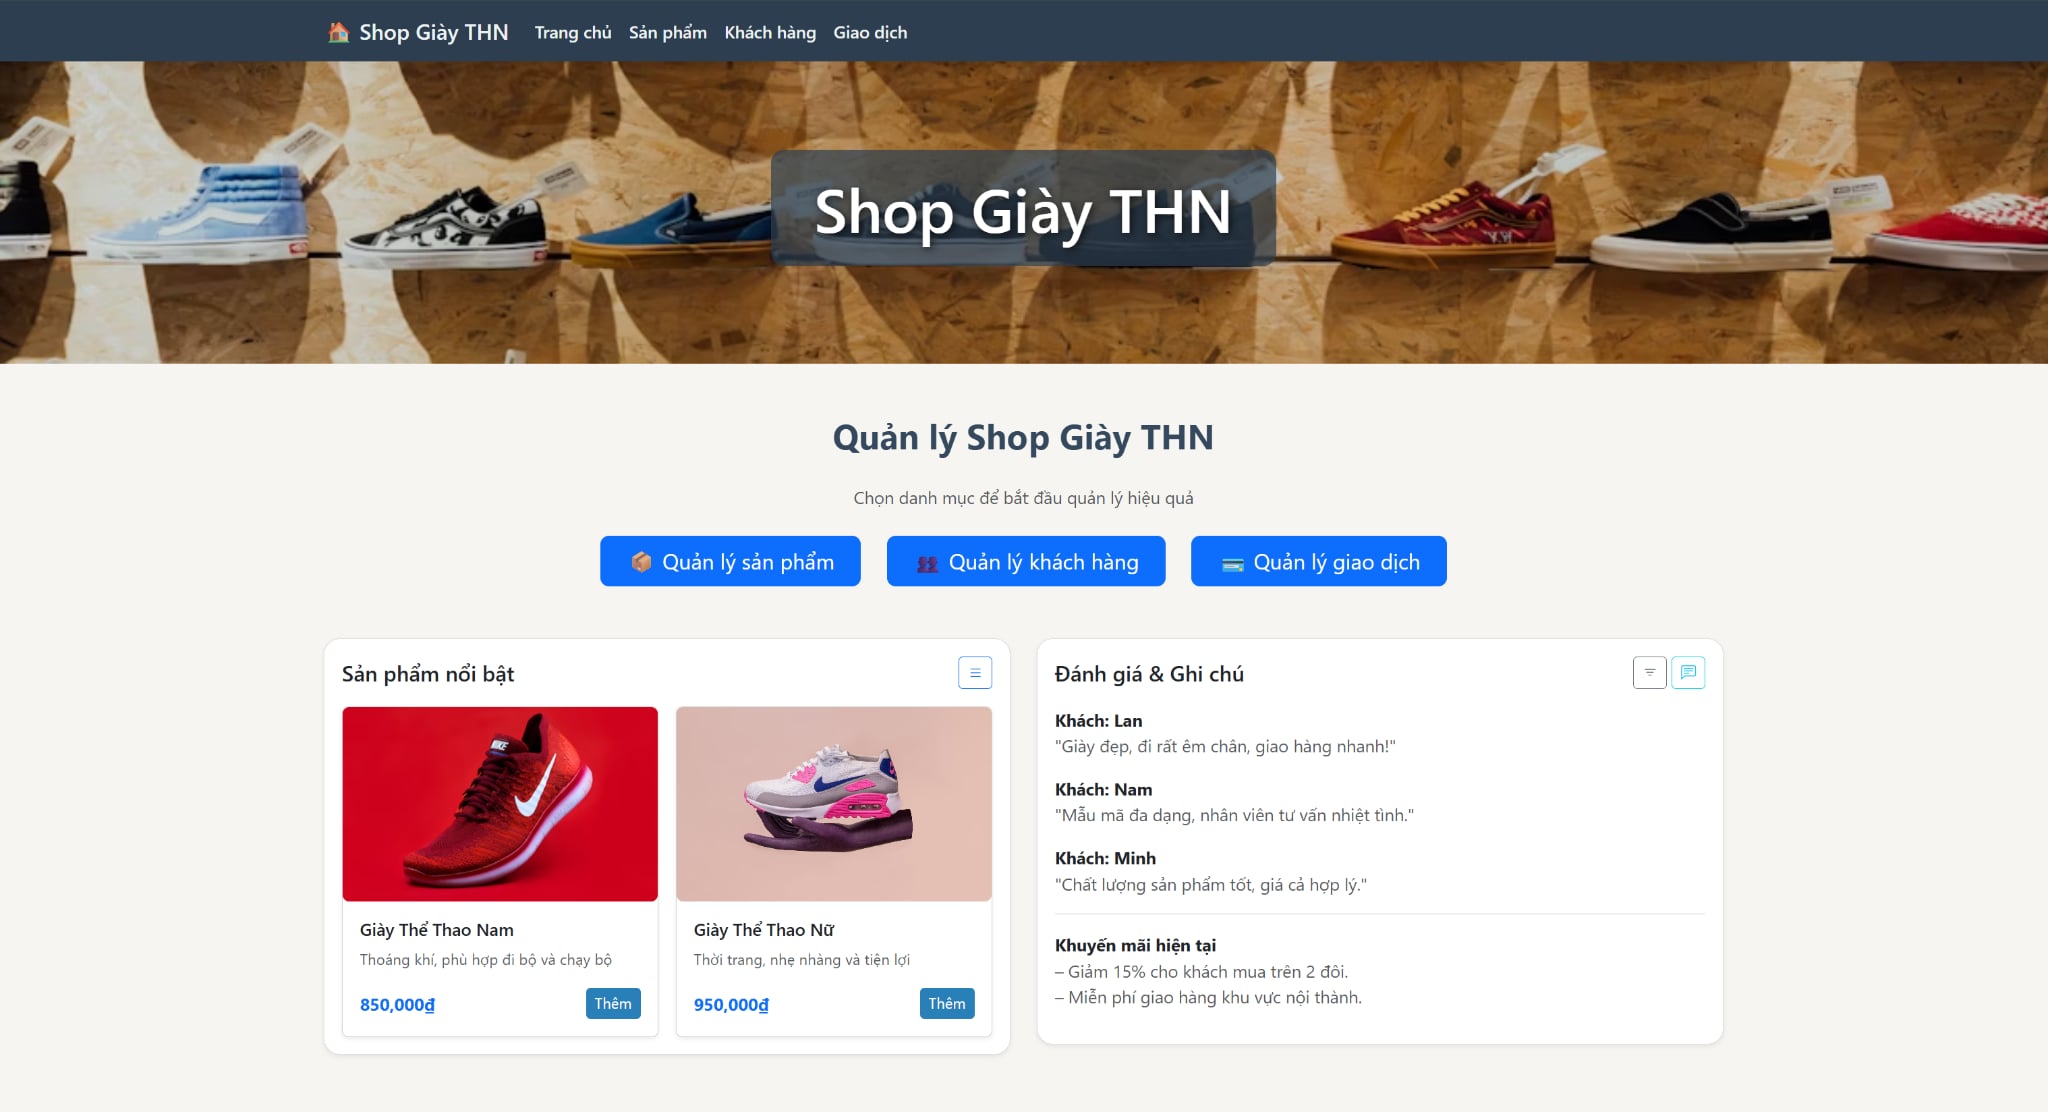 Shop Giày THN
Trang chủ
Sản phẩm
Khách hàng
Giao dịch
Shop Giày THN
Quản lý Shop Giày THN
Chọn danh mục để bắt đầu quản lý hiệu quả
Quản lý sản phẩm
Quản lý khách hàng
Quản lý giao dịch
Sản phẩm nổi bật
NIKE
Giày Thể Thao Nam
Thoáng khí, phù hợp đi bộ và chạy bộ
850,000₫
Thêm
Giày Thể Thao Nữ
Thời trang, nhẹ nhàng và tiện lợi
950,000₫
Thêm
Đánh giá & Ghi chú
Khách: Lan
"Giày đẹp, đi rất êm chân, giao hàng nhanh!"
Khách: Nam
"Mẫu mã đa dạng, nhân viên tư vấn nhiệt tình."
Khách: Minh
"Chất lượng sản phẩm tốt, giá cả hợp lý."
Khuyến mãi hiện tại
– Giảm 15% cho khách mua trên 2 đôi.
– Miễn phí giao hàng khu vực nội thành.